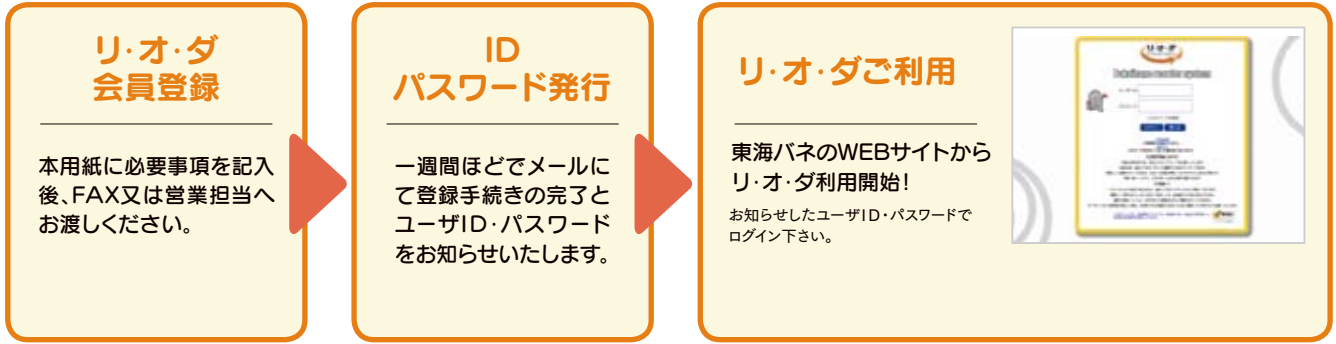 リ・オ・ダ
会員登録
本用紙に必要事項を記入
後、FAX又は営業担当へ
お渡しください。
ID
パスワード発行
一週間ほどでメールに
て登録手続きの完了と
ユーザID・パスワード
をお知らせいたします。
リ・オ・ダご利用
東海バネのWEBサイトから
リ・オ・ダ利用開始!
お知らせしたユーザID・パスワードで
ログイン下さい。
リ・オ・ダ